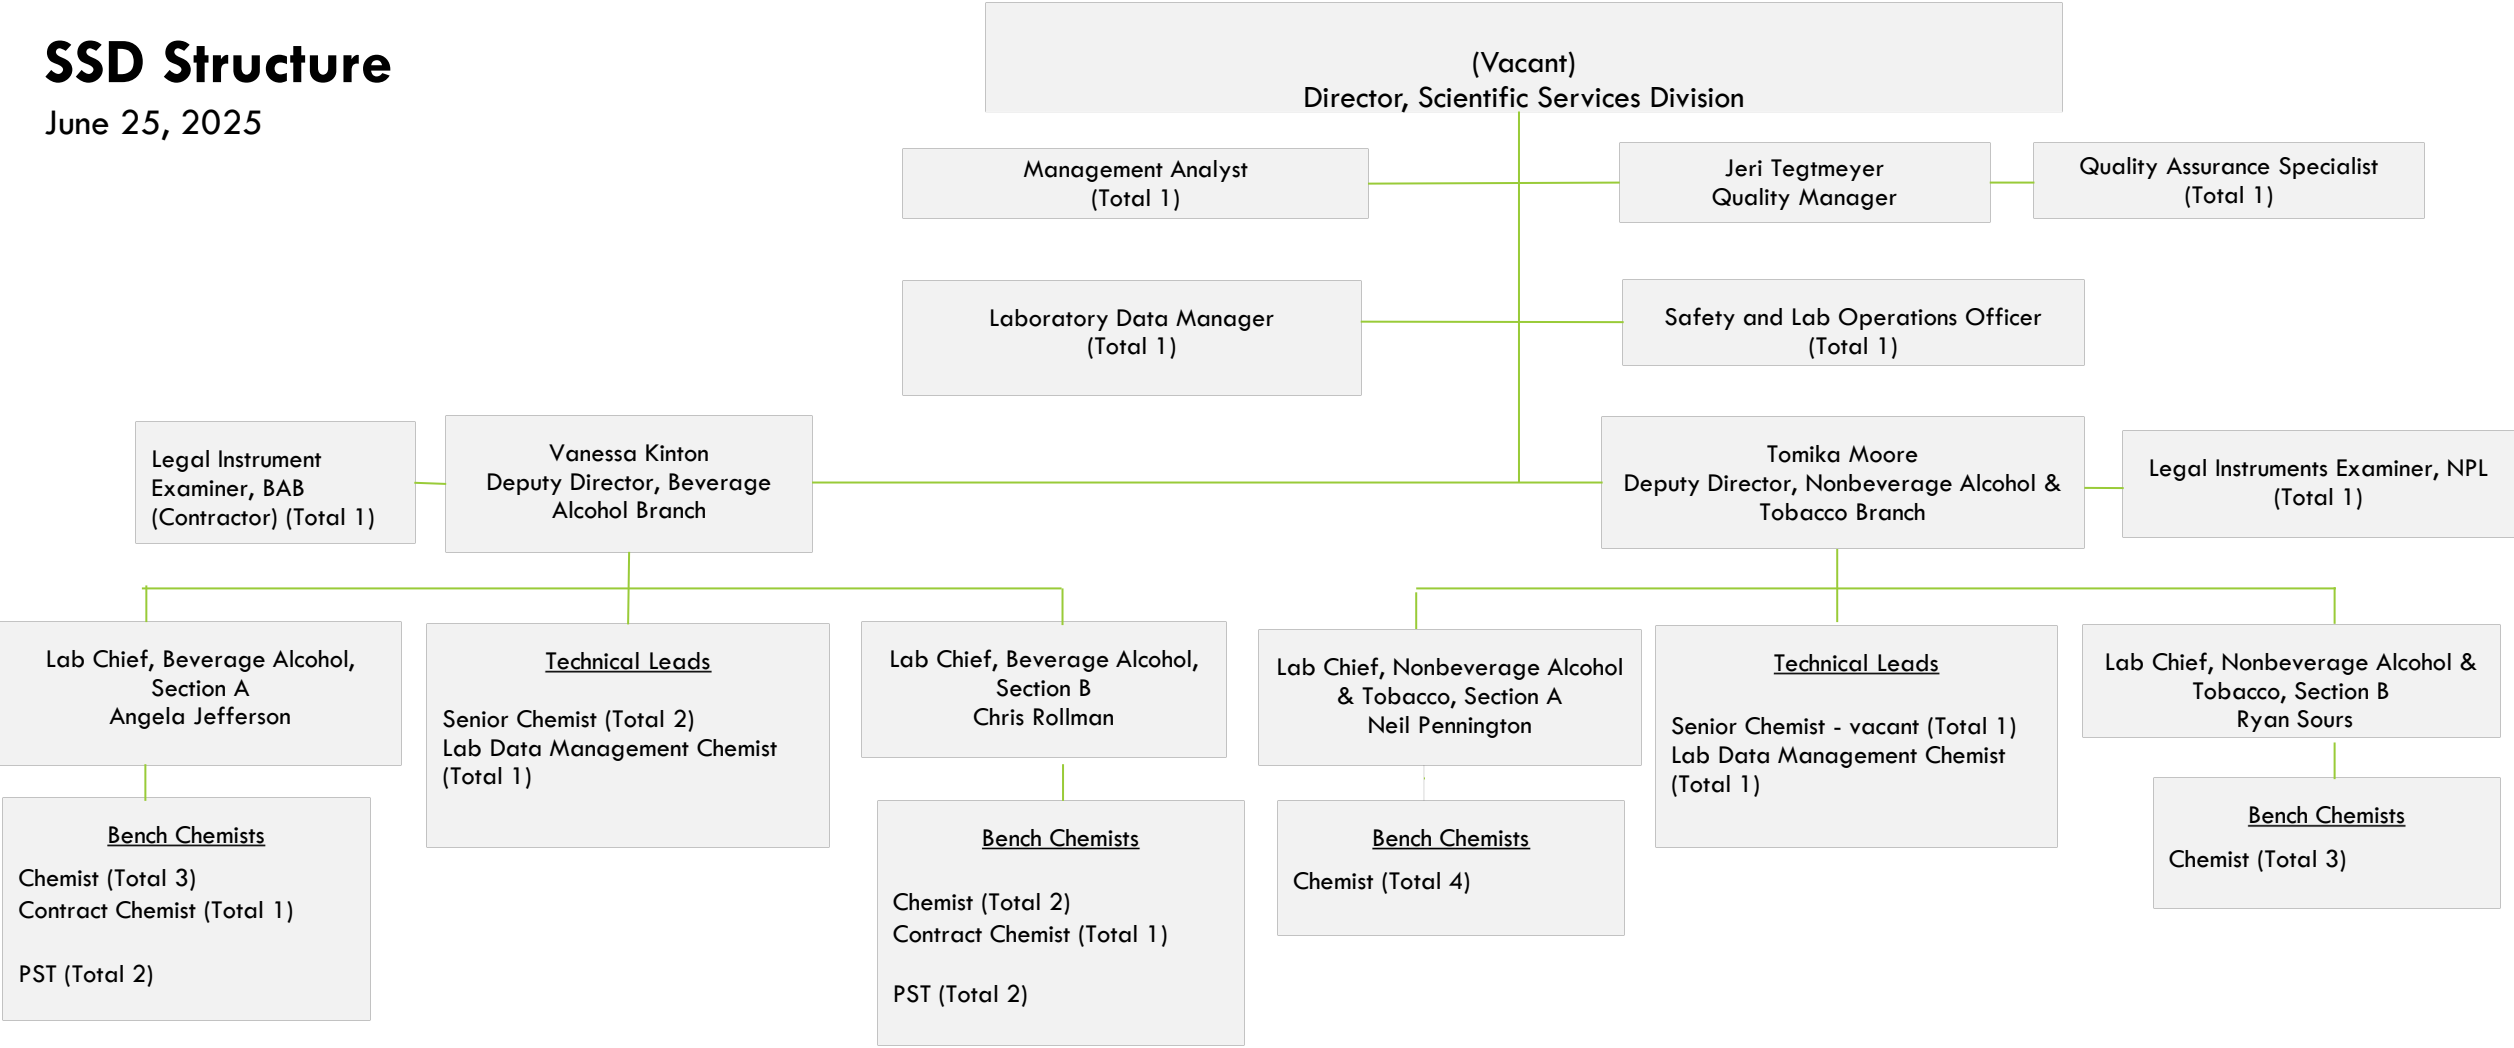 SSD Structure
June 25, 2025
(Vacant)
Director, Scientific Services Division
Management Analyst
(Total 1)
Jeri Tegtmeyer
Quality Manager
Quality Assurance Specialist
(Total 1)
Laboratory Data Manager
(Total 1)
Safety and Lab Operations Officer
(Total 1)
Legal Instrument
Examiner, BAB
(Contractor) (Total 1)
Vanessa Kinton
Deputy Director, Beverage
Alcohol Branch
Tomika Moore
Deputy Director, Nonbeverage Alcohol &
Tobacco Branch
Legal Instruments Examiner, NPL
(Total 1)
Lab Chief, Beverage Alcohol,
Section A
Angela Jefferson
Technical Leads
Senior Chemist (Total 2)
Lab Data Management Chemist
(Total 1)
Lab Chief, Beverage Alcohol,
Section B
Chris Rollman
Lab Chief, Nonbeverage Alcohol
& Tobacco, Section A
Neil Pennington
Technical Leads
Senior Chemist - vacant (Total 1)
Lab Data Management Chemist
(Total 1)
Lab Chief, Nonbeverage Alcohol &
Tobacco, Section B
Ryan Sours
Bench Chemists
Chemist (Total 3)
Contract Chemist (Total 1)
PST (Total 2)
Bench Chemists
Chemist (Total 2)
Contract Chemist (Total 1)
PST (Total 2)
Bench Chemists
Chemist (Total 4)
Bench Chemists
Chemist (Total 3)